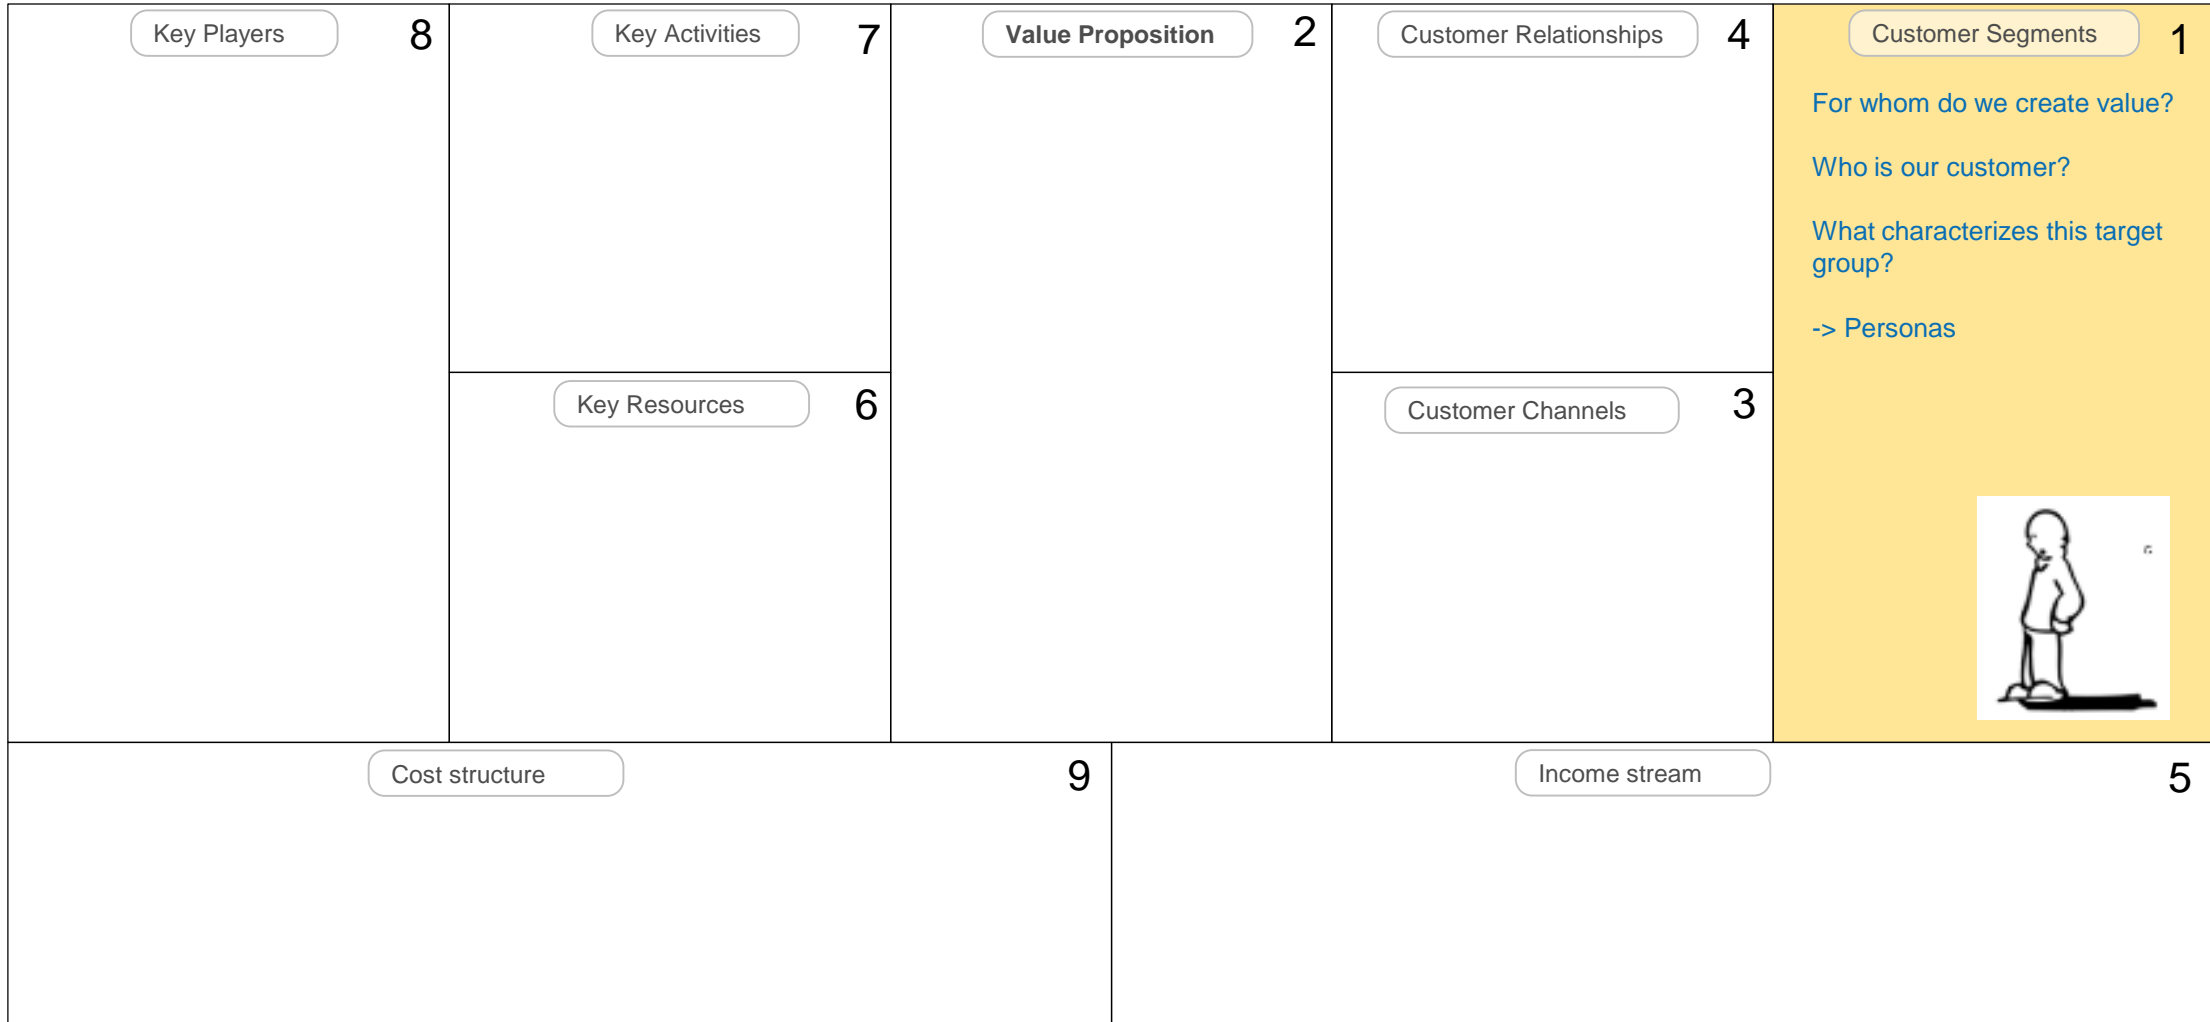 Key Players
8
Key Activities
7
Value Proposition
2
Customer Relationships
4
Customer Segments
1
For whom do we create value?
Who is our customer?
What characterizes this target
group?
-> Personas
Key Resources
6
Customer Channels
3
Cost structure
9
Income stream
5